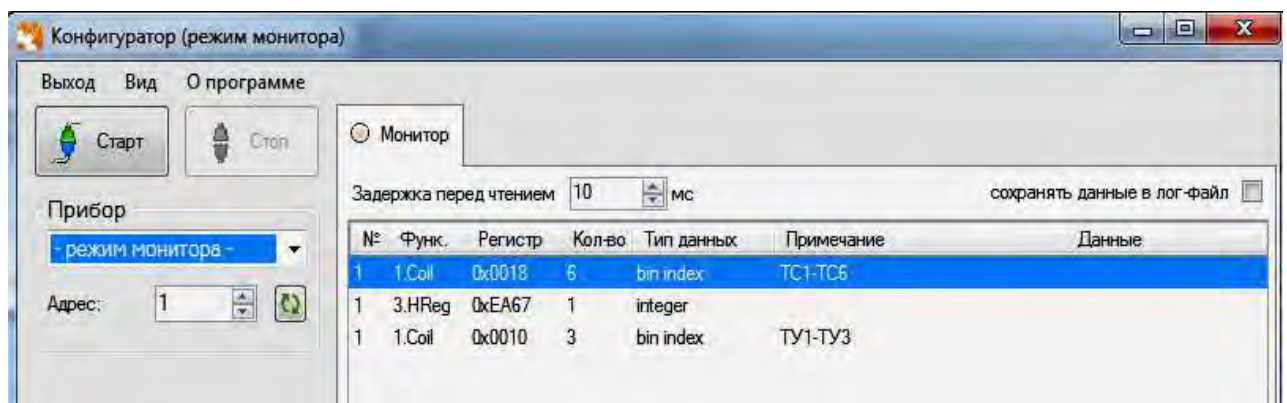 Конфигуратор (режим монитора)
Выход Вид О программе
Старт Стоп
Монитор
Задержка перед чтением 10 мс сохранять данные в лог-файл
Прибор
- режим монитора -
Адрес: 1
№ Функ. Регистр Кол-во Тип данных Примечание Данные
1 1.Coil 0x0018 6 bin index ТС1-ТС6
1 3.HReg 0xEA67 1 integer
1 1.Coil 0x0010 3 bin index ТУ1-ТУ3